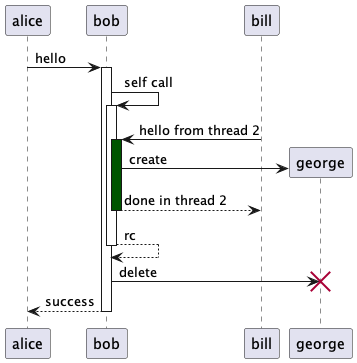 alice
bob
bill
hello
self call
hello from thread 2
create
george
done in thread 2
rc
delete
success
alice
bob
bill
george